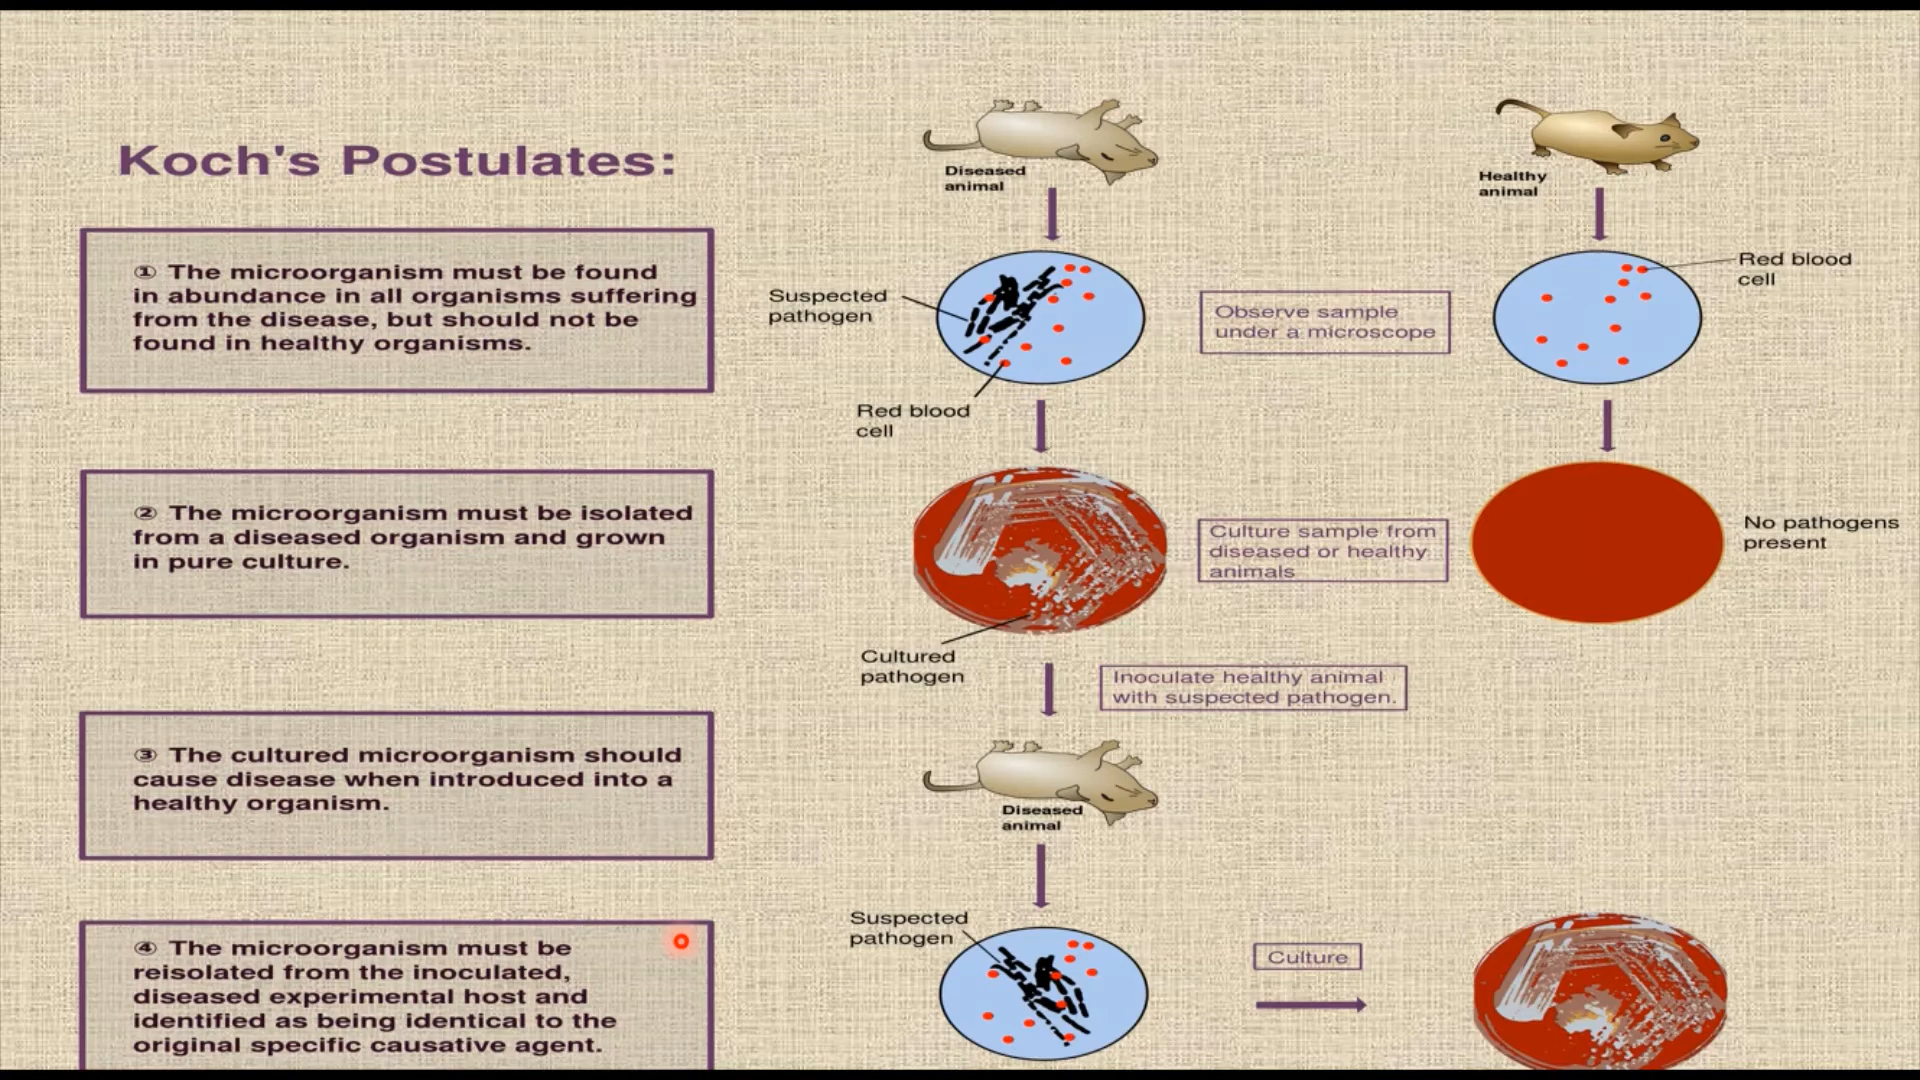 Koch's Postulates:
① The microorganism must be found
in abundance in all organisms suffering
from the disease, but should not be
found in healthy organisms.
② The microorganism must be isolated
from a diseased organism and grown
in pure culture.
③ The cultured microorganism should
cause disease when introduced into a
healthy organism.
④ The microorganism must be
reisolated from the inoculated,
diseased experimental host and
identified as being identical to the
original specific causative agent.
Diseased
animal
Healthy
animal
Suspected
pathogen
Red blood
cell
Observe sample
under a microscope
Red blood
cell
Cultured
pathogen
Culture sample from
diseased or healthy
animals
No pathogens
present
Inoculate healthy animal
with suspected pathogen.
Diseased
animal
Suspected
pathogen
Culture